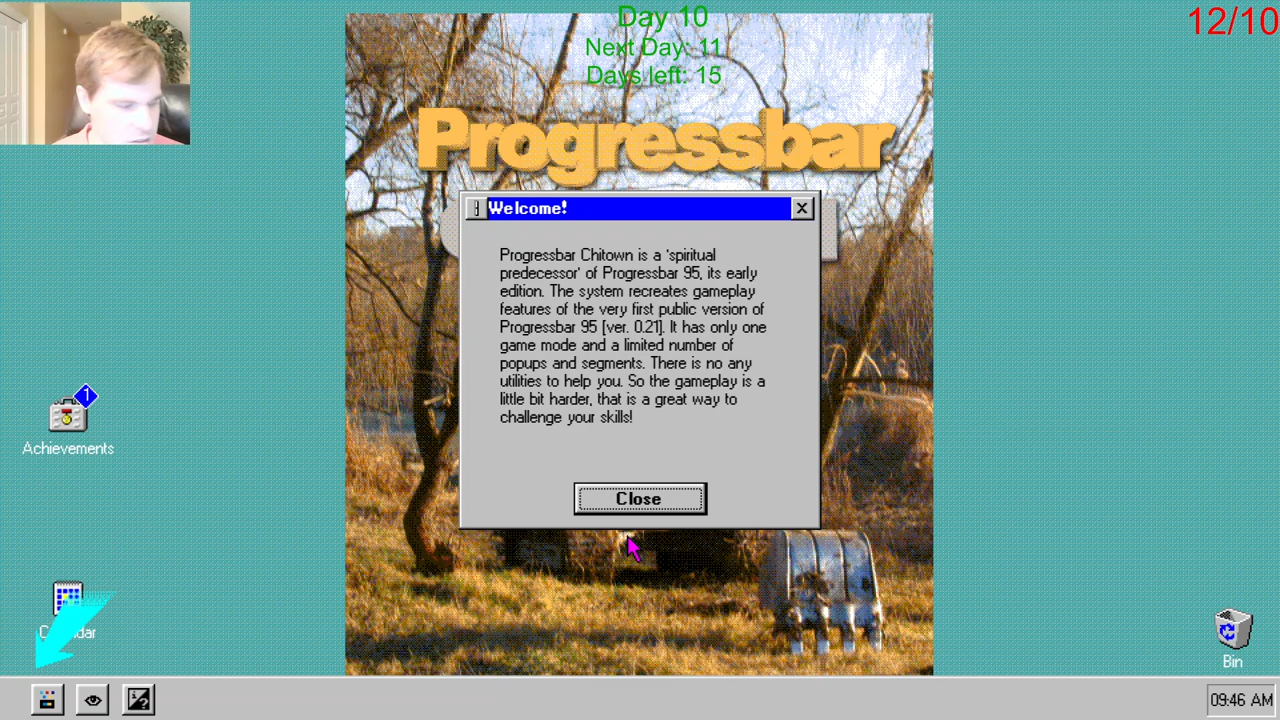 Day 10
Next Day: 11
Days left: 15
12/10
Progressbar
Welcome!
Progressbar Chitown is a 'spiritual
predecessor' of Progressbar 95, its early
edition. The system recreates gameplay
features of the very first public version of
Progressbar 95 [ver. 0.21]. It has only one
game mode and a limited number of
popups and segments. There is no any
utilities to help you. So the gameplay is a
little bit harder, that is a great way to
challenge your skills!
Close
1
Achievements
Bin
09:46 AM